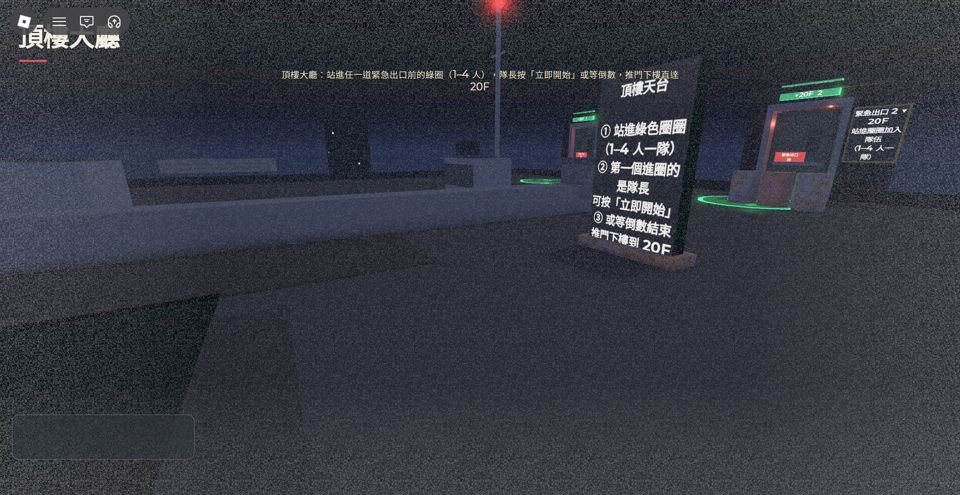 頂樓大廳
頂樓大廳：站進任一道緊急出口前的綠圈（1–4 人），隊長按「立即開始」或等倒數，推門下樓直達
20F
頂樓天台
① 站進綠色圈圈
（1–4 人一隊）
② 第一個進圈的
是隊長
可按「立即開始」
③ 或等倒數結束
推門下樓到 20F
20F 2
緊急出口 2
20F
站進圈圈加入
隊伍
（1–4 人一
隊）